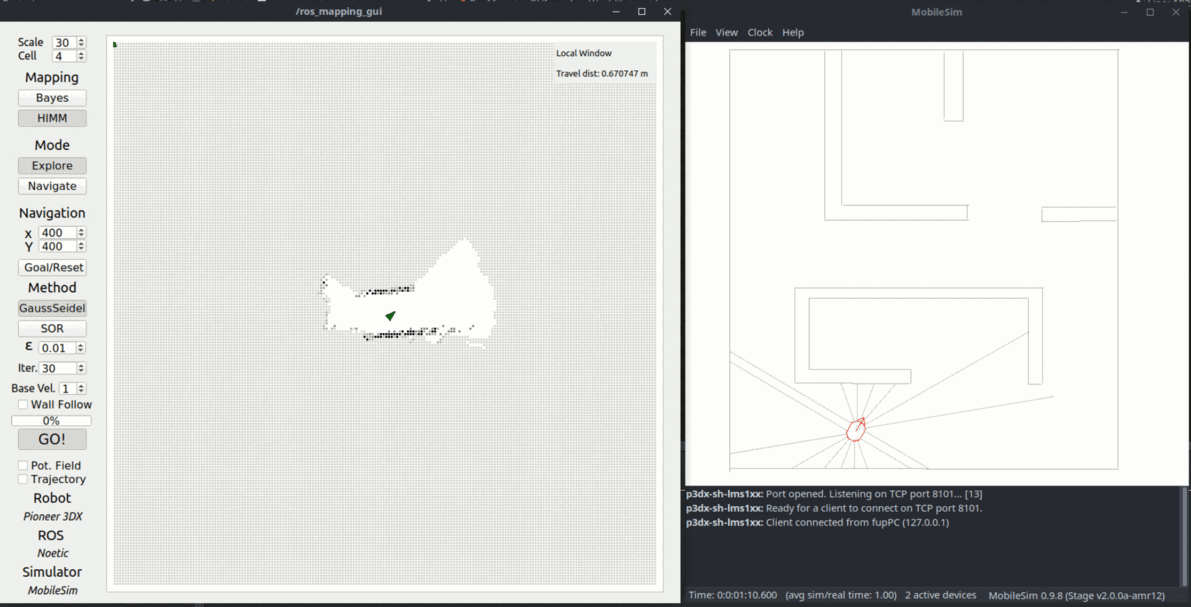 /ros_mapping_gui
Scale 30
Cell 4
Mapping
Bayes
HIMM
Mode
Explore
Navigate
Navigation
X 400
Y 400
Goal/Reset
Method
GaussSeidel
SOR
ε 0.01
Iter. 30
Base Vel. 1
Wall Follow
0%
GO!
Pot. Field
Trajectory
Robot
Pioneer 3DX
ROS
Noetic
Simulator
MobileSim
Local Window
Travel dist: 0.670747 m
MobileSim
File View Clock Help
p3dx-sh-lms1xx: Port opened. Listening on TCP port 8101... [13]
p3dx-sh-lms1xx: Ready for a client to connect on TCP port 8101.
p3dx-sh-lms1xx: Client connected from fupPC (127.0.0.1)
Time: 0:0:01:10.600 (avg sim/real time: 1.00) 2 active devices MobileSim 0.9.8 (Stage v2.0.0a-amr12)